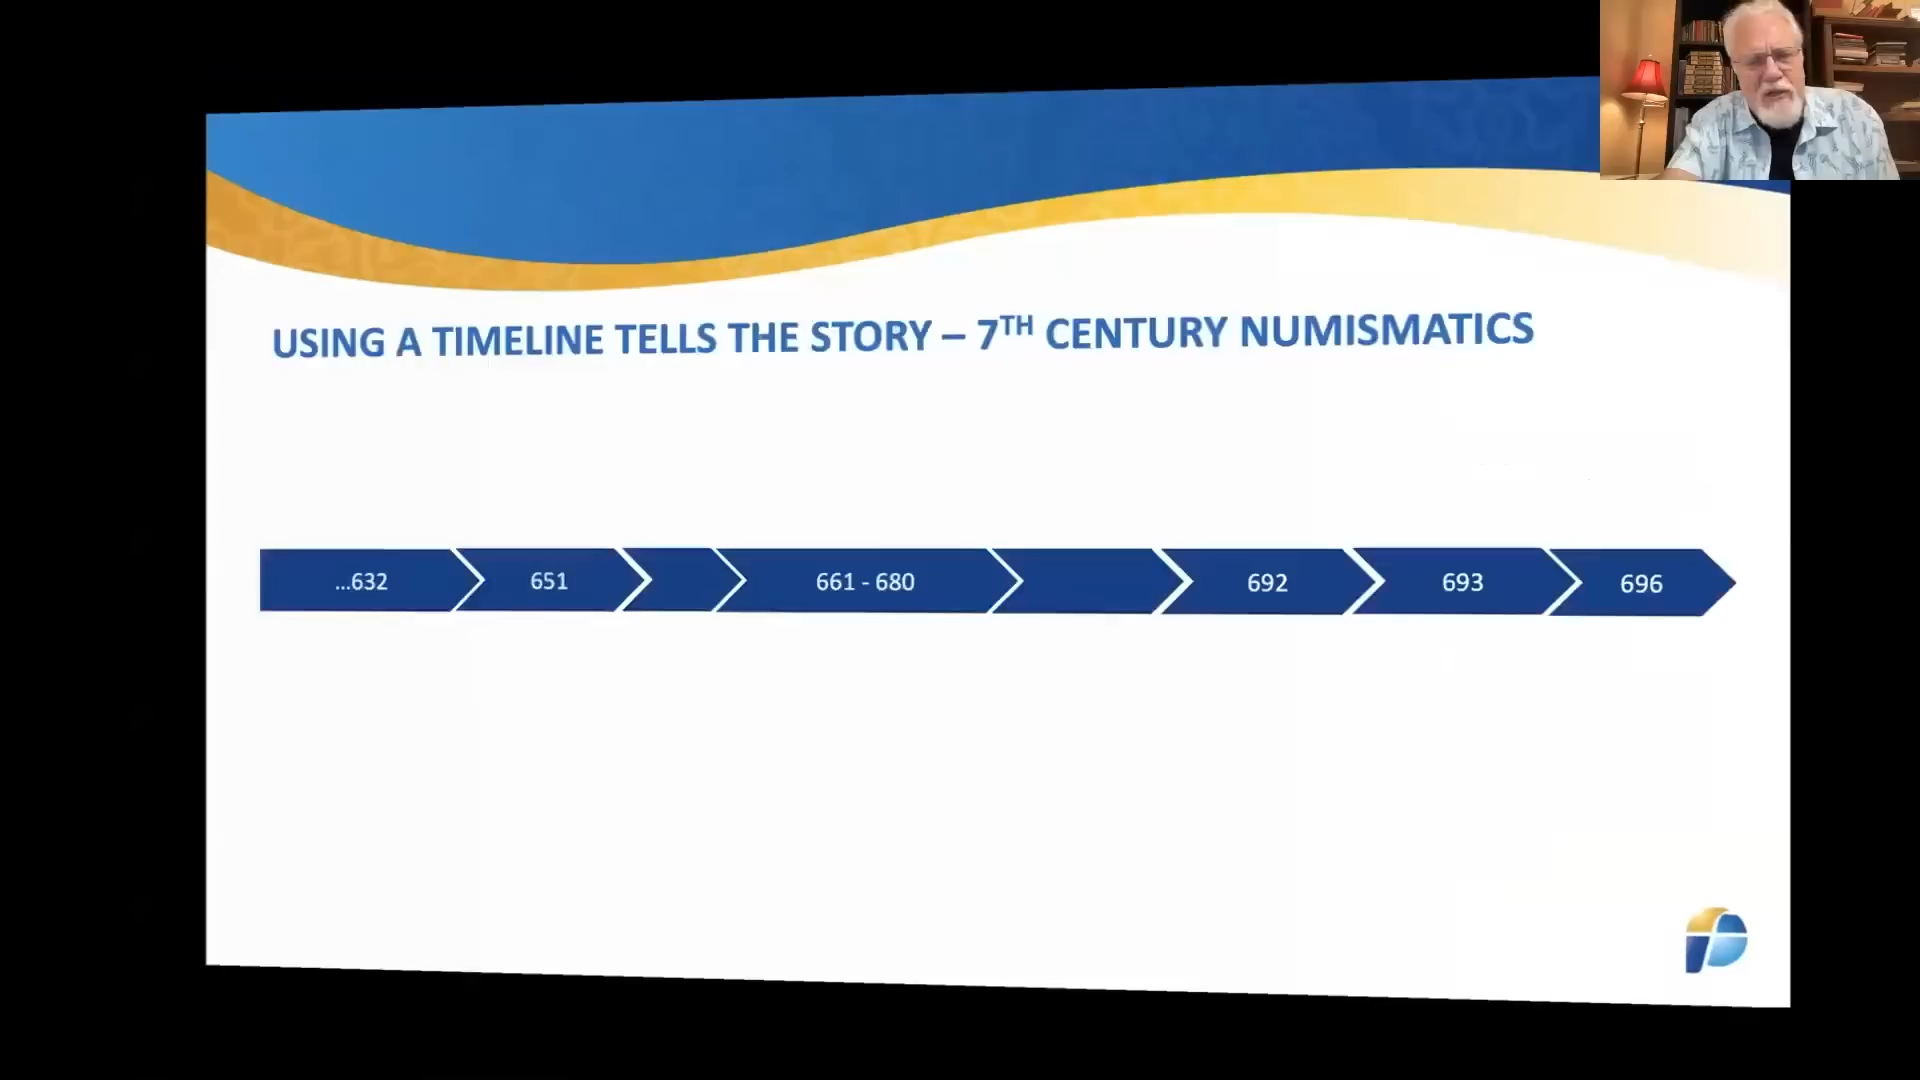 USING A TIMELINE TELLS THE STORY – 7TH CENTURY NUMISMATICS
...632
651
661 - 680
692
693
696